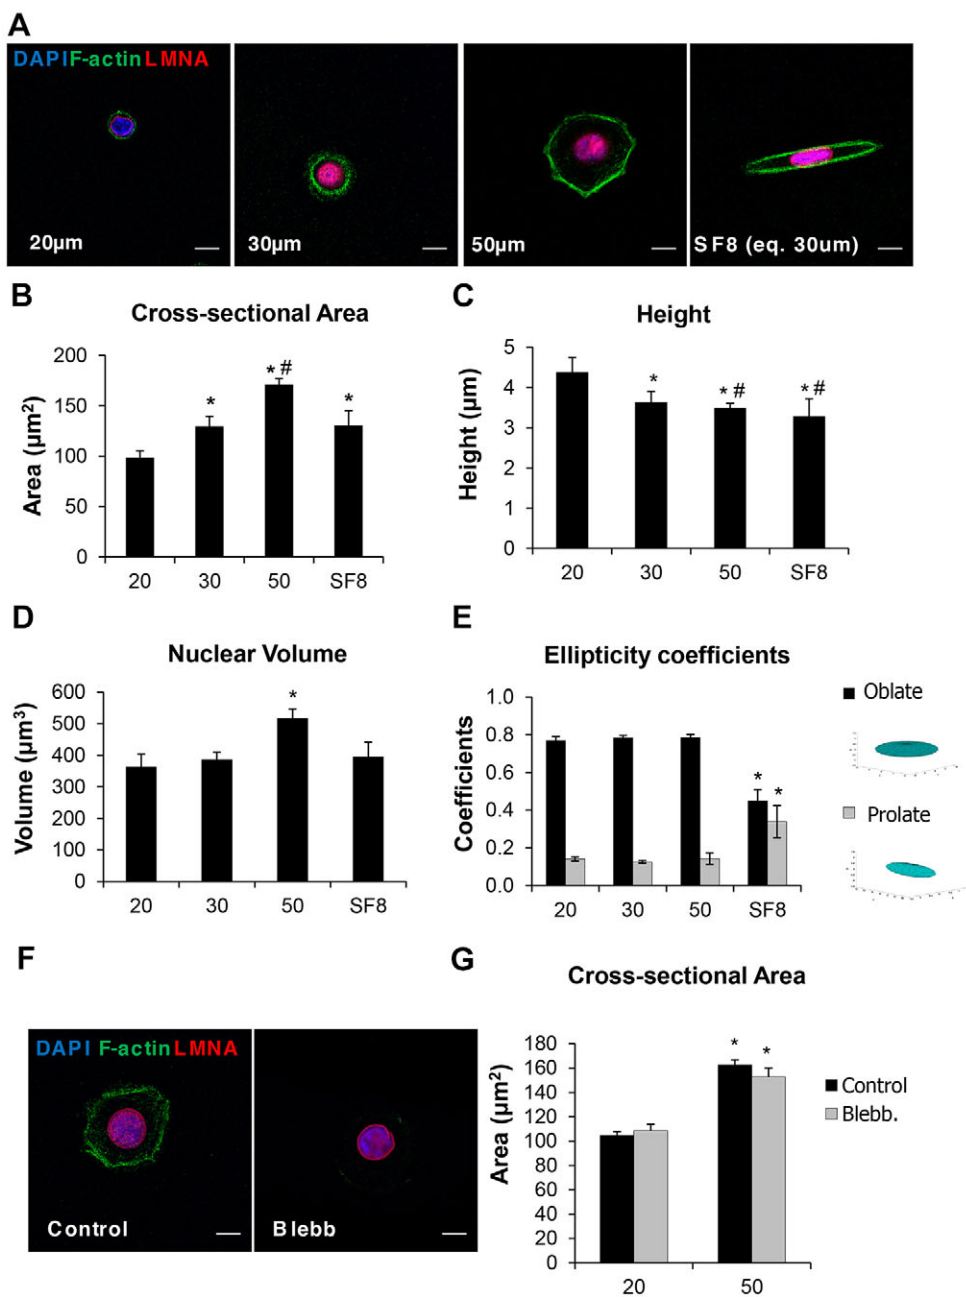 A
DAPI F-actin LMNA
20µm
30µm
50µm
SF8 (eq. 30um)
B
Cross-sectional Area
Area (µm²)
200
150
100
50
0
*
* #
*
20 30 50 SF8
C
Height
Height (µm)
5
4
3
2
1
0
*
* #
* #
20 30 50 SF8
D
Nuclear Volume
Volume (µm³)
600
500
400
300
200
100
0
*
20 30 50 SF8
E
Ellipticity coefficients
Coefficients
1.0
0.8
0.6
0.4
0.2
0.0
* *
20 30 50 SF8
Oblate
Prolate
F
DAPI F-actin LMNA
Control
Blebb
G
Cross-sectional Area
Area (µm²)
180
160
140
120
100
80
60
40
20
0
* *
20 50
Control
Blebb.